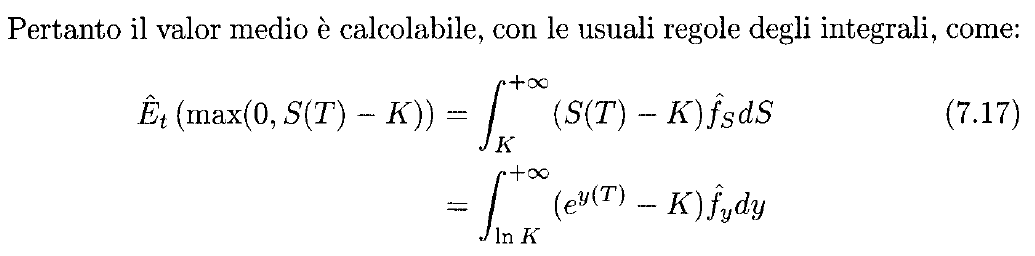 Pertanto il valor medio è calcolabile, con le usuali regole degli integrali, come:
Ê_t (max(0, S(T) − K)) = ∫_K^{+∞} (S(T) − K) f̂_S dS (7.17)
= ∫_{ln K}^{+∞} (e^{y(T)} − K) f̂_y dy